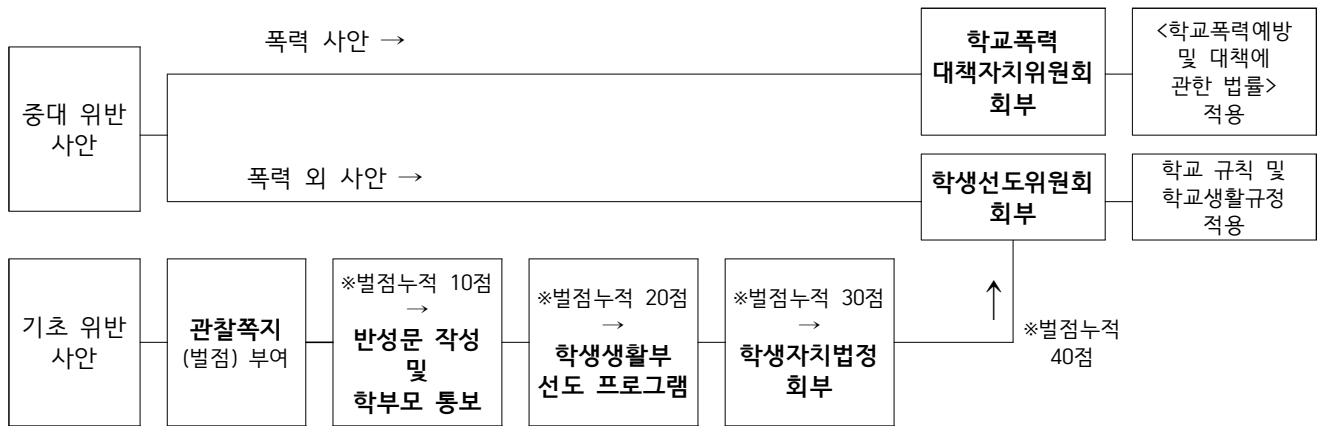 중대 위반
사안
폭력 사안 →
학교폭력
대책자치위원회
회부
<학교폭력예방
및 대책에
관한 법률>
적용
폭력 외 사안 →
학생선도위원회
회부
학교 규칙 및
학교생활규정
적용
기초 위반
사안
관찰쪽지
(벌점) 부여
※벌점누적 10점
→
반성문 작성
및
학부모 통보
※벌점누적 20점
→
학생생활부
선도 프로그램
※벌점누적 30점
→
학생자치법정
회부
↑
※벌점누적
40점